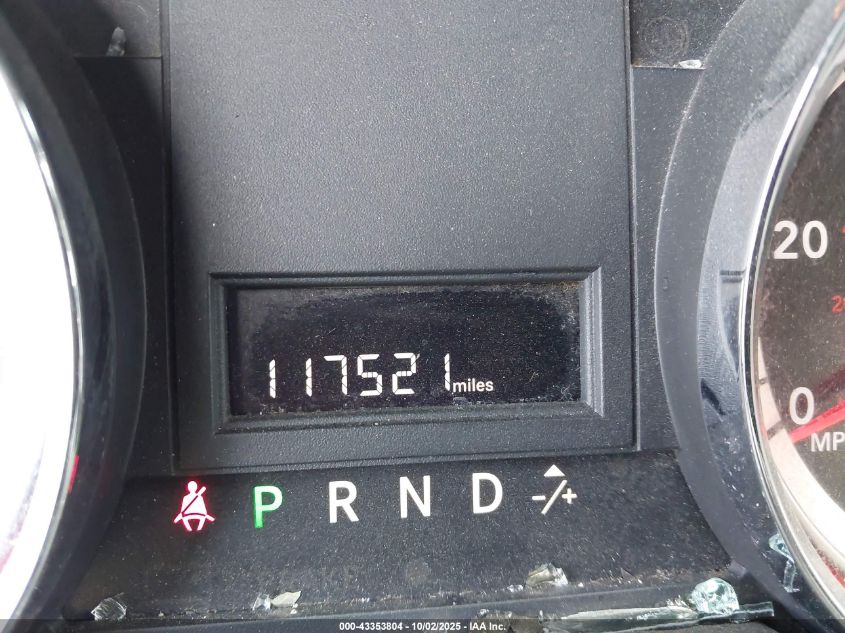 20
117521 miles
0
MP
P R N D -/+
000-43353804 - 10/02/2025 - IAA Inc.